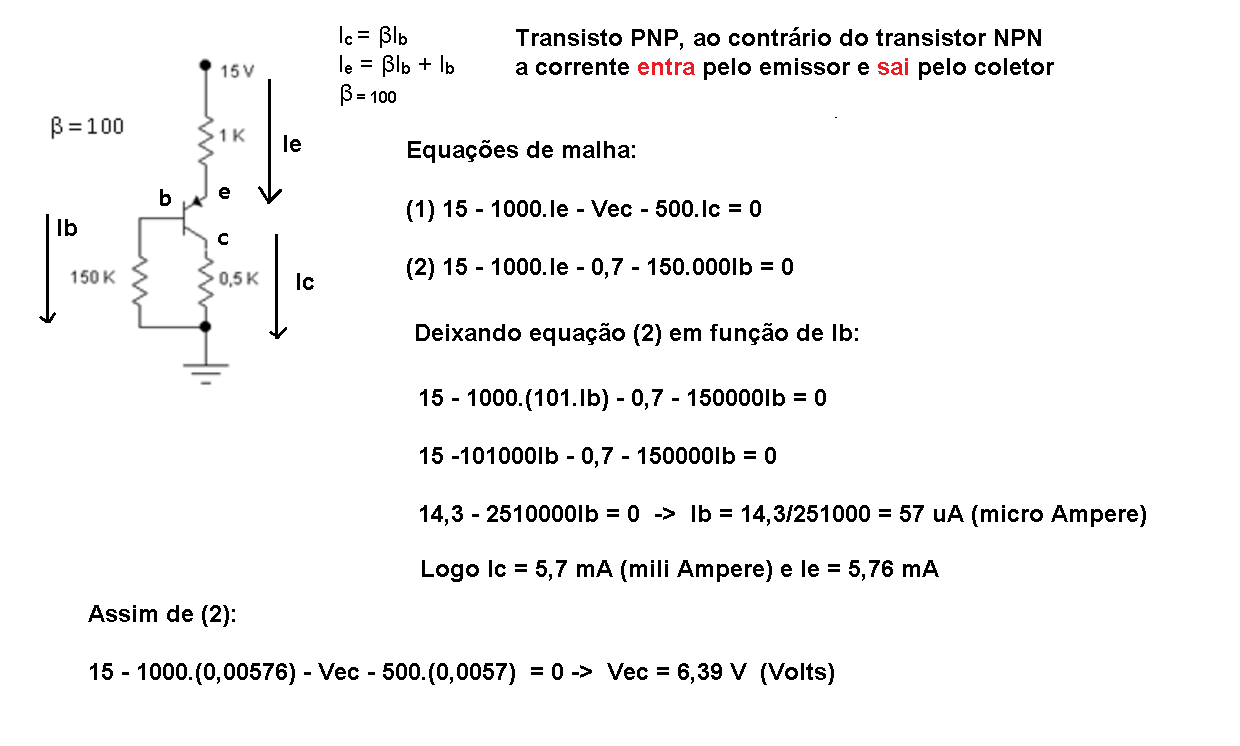 Ic = βIb
Ie = βIb + Ib
β = 100
Transisto PNP, ao contrário do transistor NPN
a corrente entra pelo emissor e sai pelo coletor
15 V
β = 100
1 K
Ie
b
e
Ib
c
150 K
0,5 K
Ic
Equações de malha:
(1) 15 - 1000.Ie - Vec - 500.Ic = 0
(2) 15 - 1000.Ie - 0,7 - 150.000Ib = 0
Deixando equação (2) em função de Ib:
15 - 1000.(101.Ib) - 0,7 - 150000Ib = 0
15 -101000Ib - 0,7 - 150000Ib = 0
14,3 - 2510000Ib = 0 -> Ib = 14,3/251000 = 57 uA (micro Ampere)
Logo Ic = 5,7 mA (mili Ampere) e Ie = 5,76 mA
Assim de (2):
15 - 1000.(0,00576) - Vec - 500.(0,0057) = 0 -> Vec = 6,39 V (Volts)